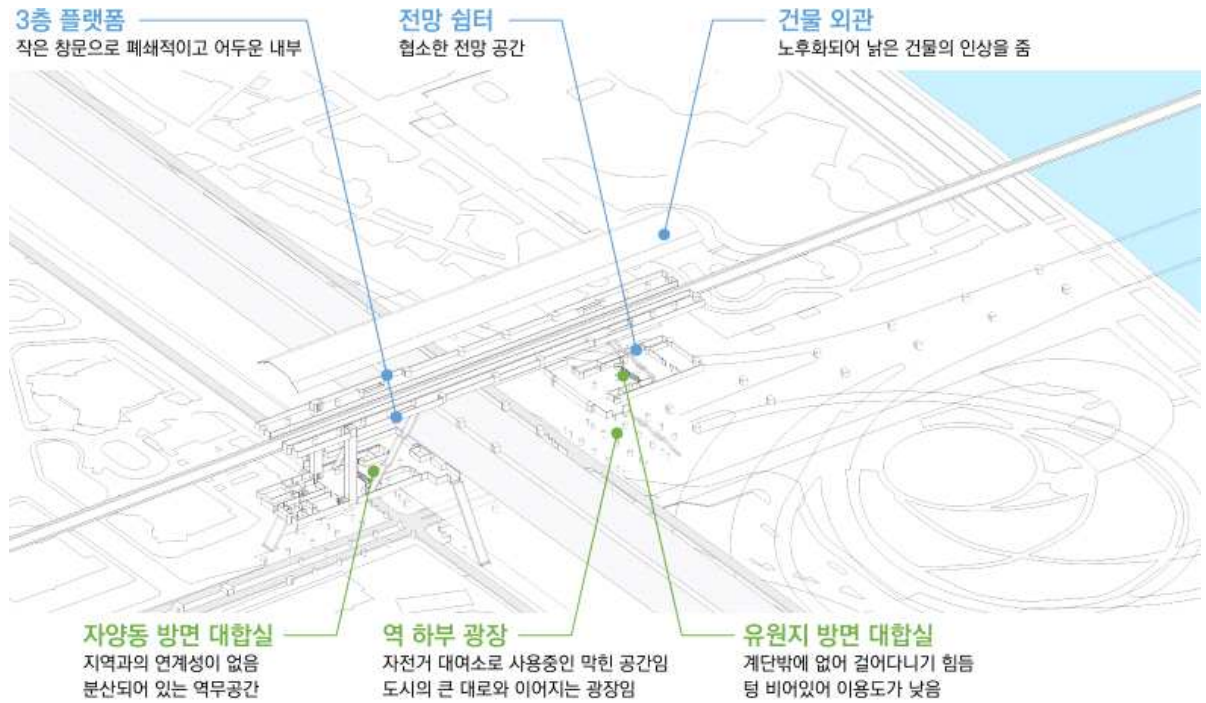 3층 플랫폼
작은 창문으로 폐쇄적이고 어두운 내부
전망 쉼터
협소한 전망 공간
건물 외관
노후화되어 낡은 건물의 인상을 줌
자양동 방면 대합실
지역과의 연계성이 없음
분산되어 있는 역무공간
역 하부 광장
자전거 대여소로 사용중인 막힌 공간임
도시의 큰 대로와 이어지는 광장임
유원지 방면 대합실
계단밖에 없어 걸어다니기 힘듬
텅 비어있어 이용도가 낮음